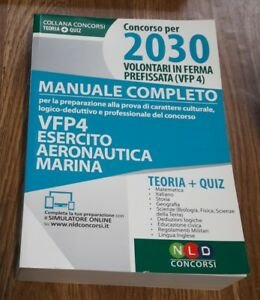 COLLANA CONCORSI
TEORIA + QUIZ
Concorso per
2030
VOLONTARI IN FERMA
PREFISSATA (VFP 4)
MANUALE COMPLETO
per la preparazione alla prova di carattere culturale,
logico-deduttivo e professionale del concorso
VFP4
ESERCITO
AERONAUTICA
MARINA
TEORIA + QUIZ
• Matematica
• Italiano
• Storia
• Geografia
• Scienze (Biologia, Fisica, Scienze
della Terra)
• Deduzioni logiche
• Educazione civica
• Regolamenti Militari
• Lingua Inglese
Completa la tua preparazione con
il SIMULATORE ONLINE
su www.nldconcorsi.it
NLD
CONCORSI